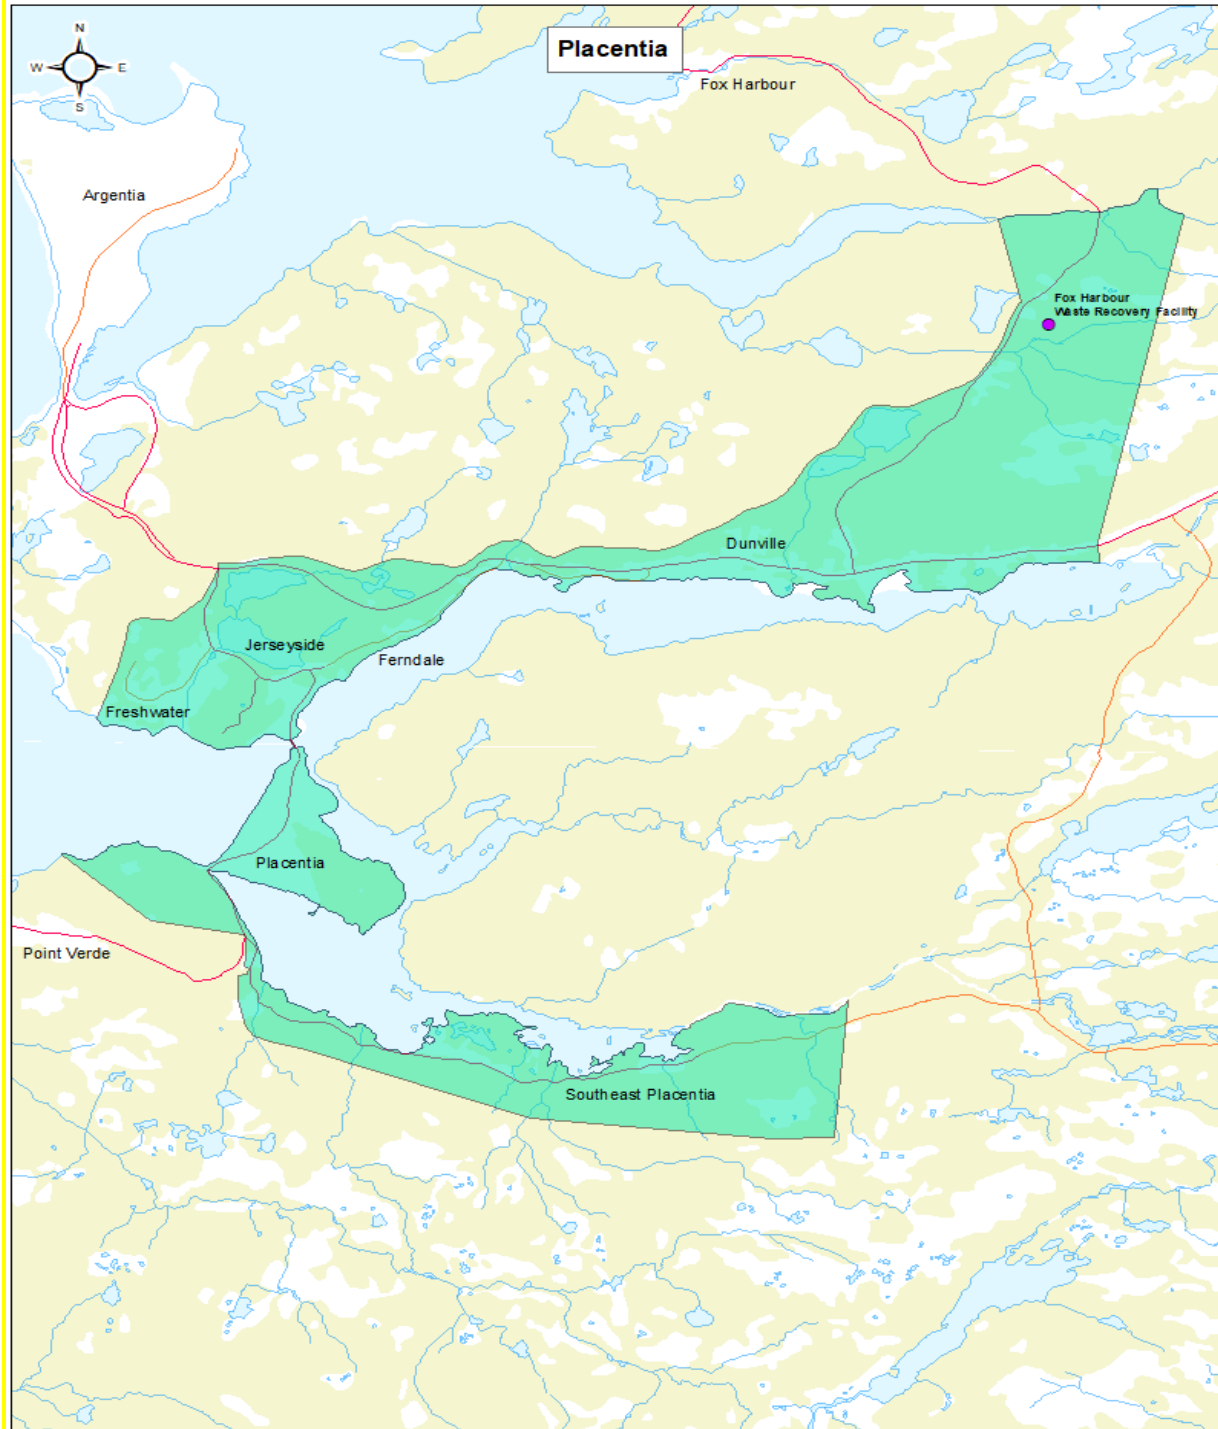 N
Placentia
W
E
S
Fox Harbour
Argentia
Fox Harbour
Waste Recovery Facility
Dunville
Jerseyside
Ferndale
Freshwater
Placentia
Point Verde
Southeast Placentia